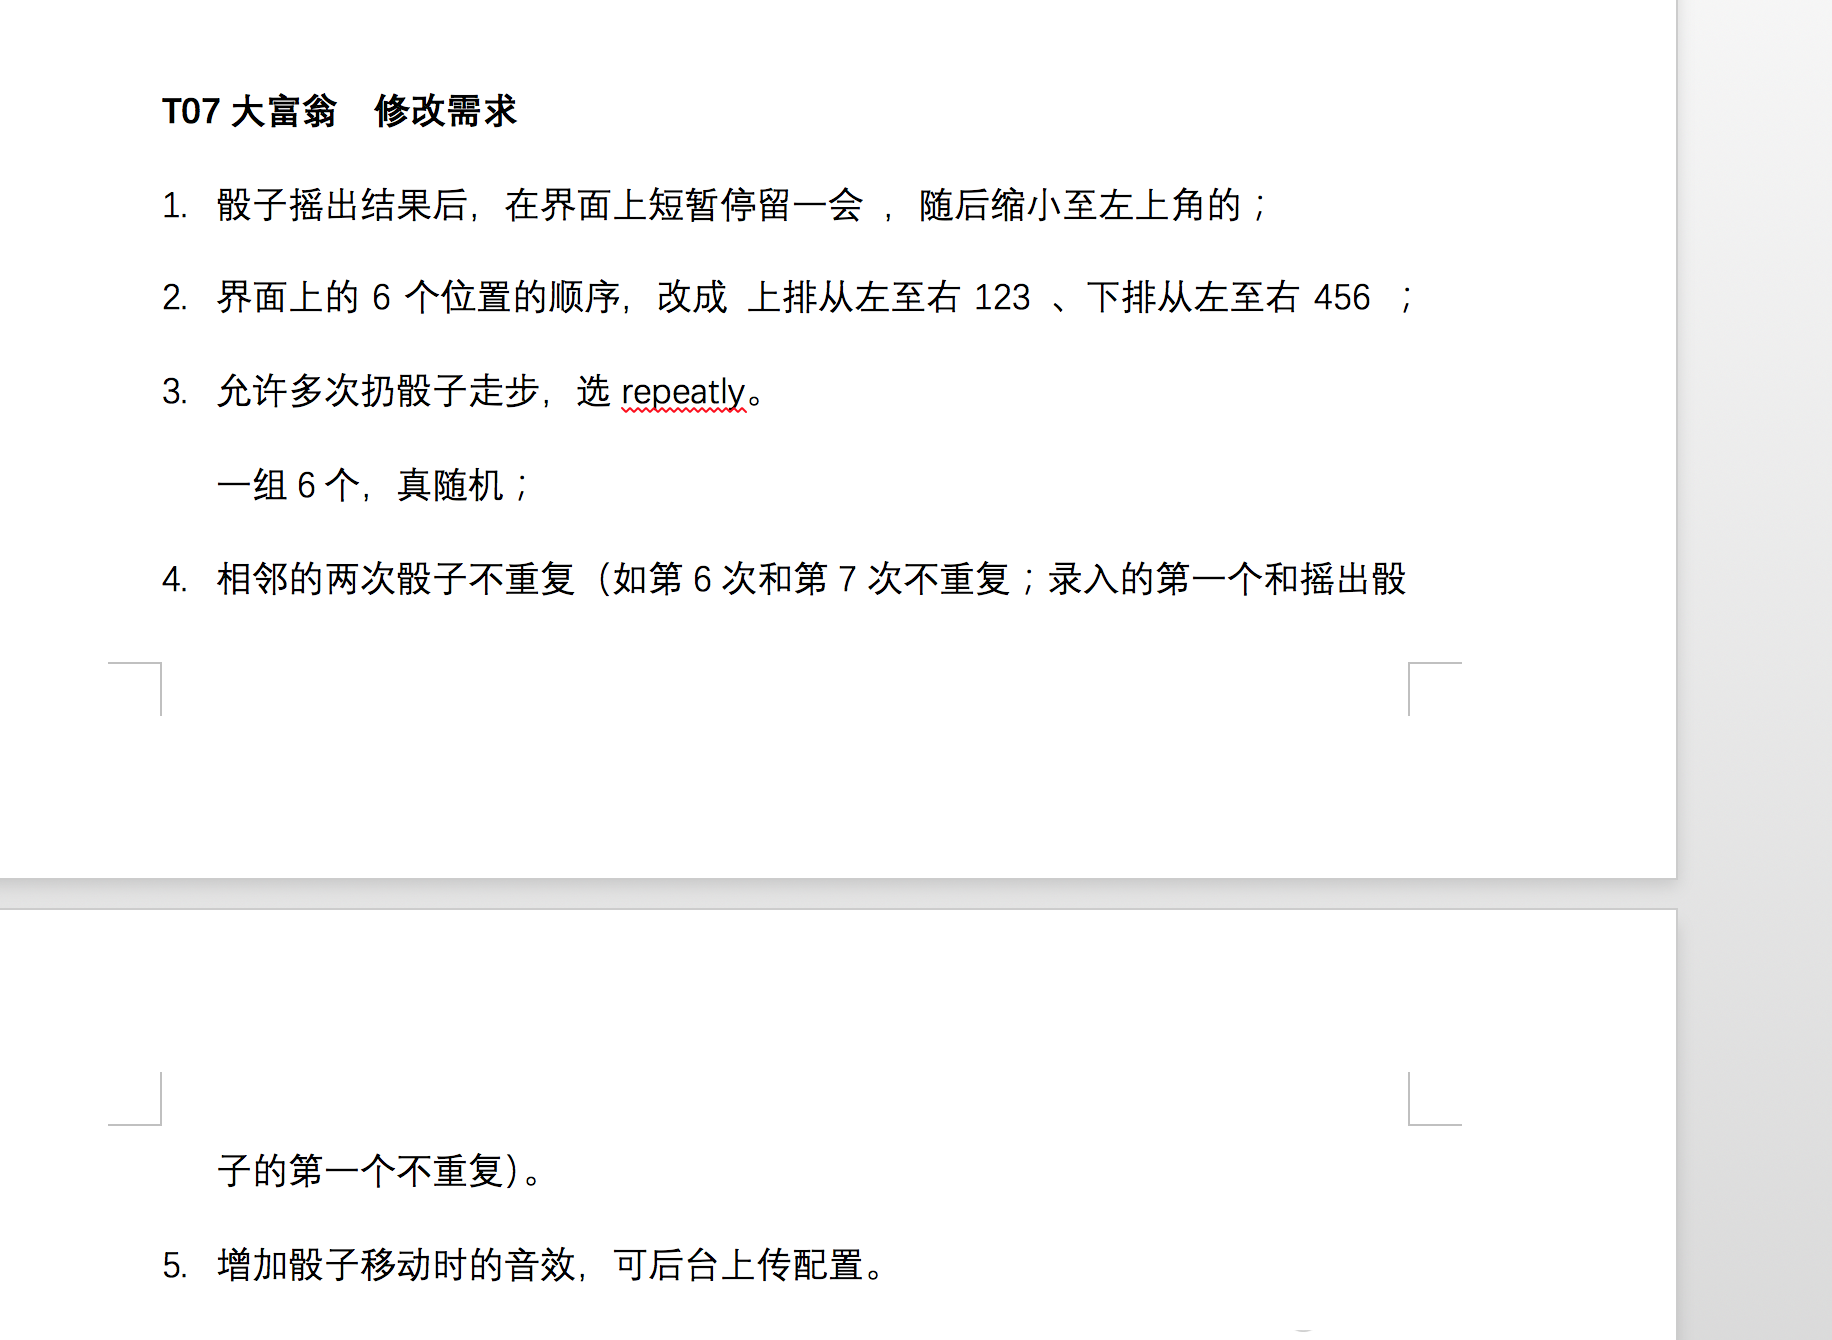 T07 大富翁　修改需求
1. 骰子摇出结果后，在界面上短暂停留一会 ，随后缩小至左上角的；
2. 界面上的 6 个位置的顺序，改成 上排从左至右 123 、下排从左至右 456 ；
3. 允许多次扔骰子走步，选 repeatly。
一组 6 个，真随机；
4. 相邻的两次骰子不重复（如第 6 次和第 7 次不重复；录入的第一个和摇出骰
子的第一个不重复）。
5. 增加骰子移动时的音效，可后台上传配置。